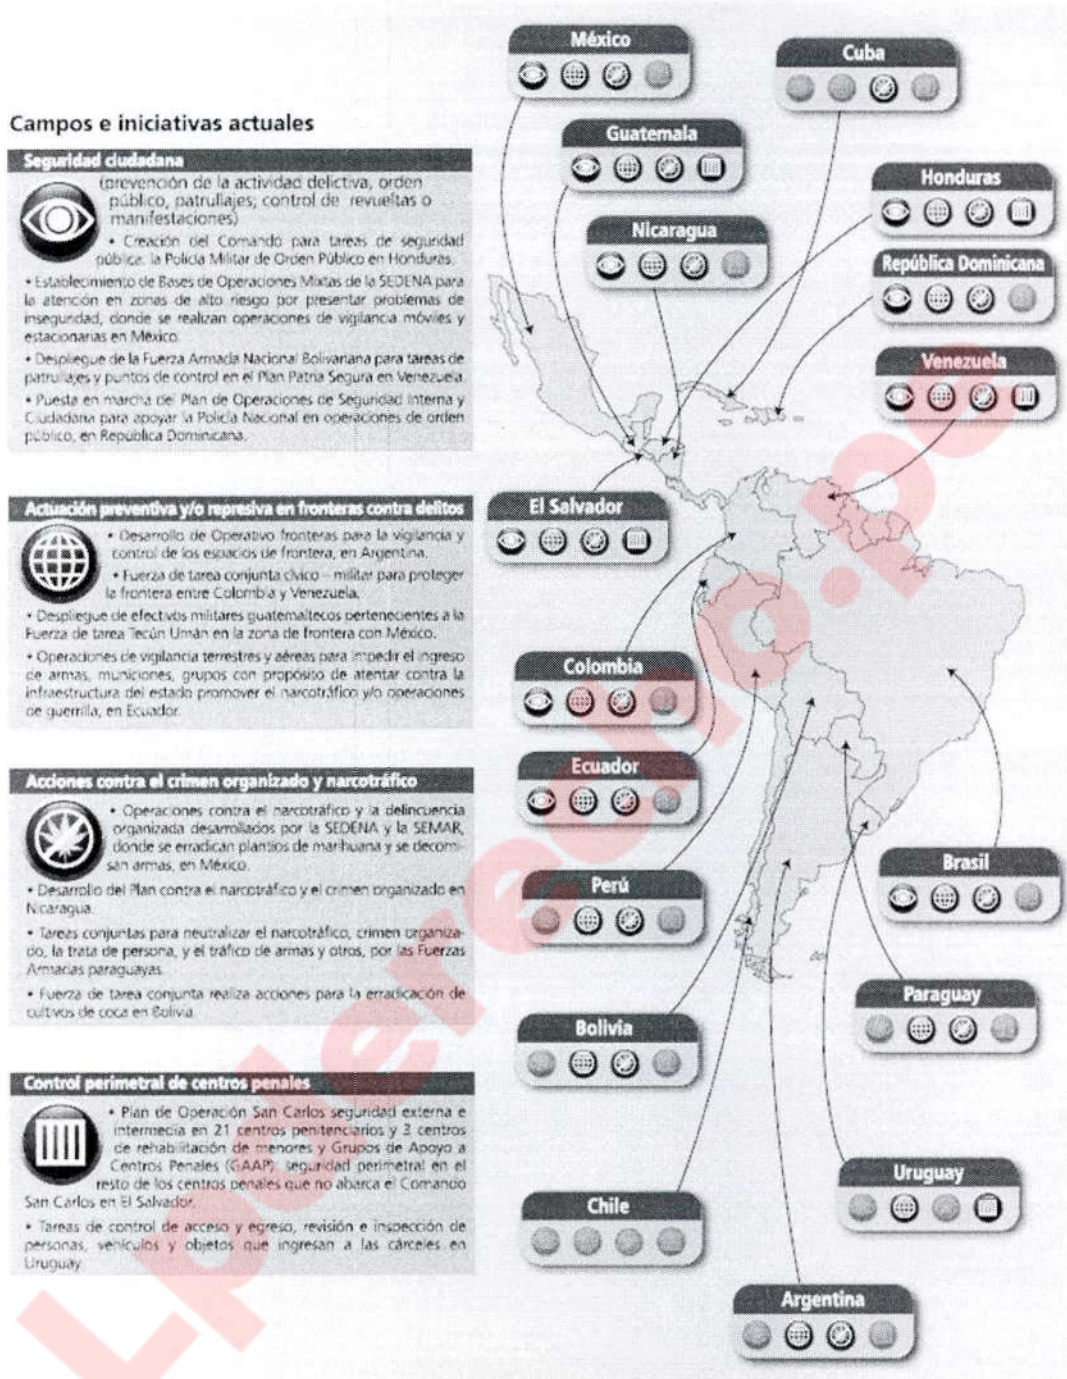 Campos e iniciativas actuales
Seguridad ciudadana
(prevención de la actividad delictiva, orden
público, patrullajes, control de revueltas o
manifestaciones)
• Creación del Comando para tareas de seguridad
pública, la Policía Militar de Orden Público en Honduras.
• Establecimiento de Bases de Operaciones Mixtas de la SEDENA para
la atención en zonas de alto riesgo por presentar problemas de
inseguridad, donde se realizan operaciones de vigilancia móviles y
estacionarias en México.
• Despliegue de la Fuerza Armada Nacional Bolivariana para tareas de
patrullajes y puntos de control en el Plan Patria Segura en Venezuela.
• Puesta en marcha del Plan de Operaciones de Seguridad Interna y
Ciudadana para apoyar la Policía Nacional en operaciones de orden
público, en República Dominicana.
Actuación preventiva y/o represiva en fronteras contra delitos
• Desarrollo de Operativo fronteras para la vigilancia y
control de los espacios de frontera, en Argentina.
• Fuerza de tarea conjunta cívico – militar para proteger
la frontera entre Colombia y Venezuela.
• Despliegue de efectivos militares guatemaltecos pertenecientes a la
Fuerza de tarea Tecún Umán en la zona de frontera con México.
• Operaciones de vigilancia terrestres y aéreas para impedir el ingreso
de armas, municiones, grupos con propósito de atentar contra la
infraestructura del estado promover el narcotráfico y/o operaciones
de guerrilla, en Ecuador.
Acciones contra el crimen organizado y narcotráfico
• Operaciones contra el narcotráfico y la delincuencia
organizada desarrollados por la SEDENA y la SEMAR,
donde se erradican plantíos de marihuana y se decomi-
san armas, en México.
• Desarrollo del Plan contra el narcotráfico y el crimen organizado en
Nicaragua.
• Tareas conjuntas para neutralizar el narcotráfico, crimen organiza-
do, la trata de persona, y el tráfico de armas y otros, por las Fuerzas
Armadas paraguayas.
• Fuerza de tarea conjunta realiza acciones para la erradicación de
cultivos de coca en Bolivia.
Control perimetral de centros penales
• Plan de Operación San Carlos seguridad externa e
intermedia en 21 centros penitenciarios y 3 centros
de rehabilitación de menores y Grupos de Apoyo a
Centros Penales (GAAP): seguridad perimetral en el
resto de los centros penales que no abarca el Comando
San Carlos en El Salvador.
• Tareas de control de acceso y egreso, revisión e inspección de
personas, vehículos y objetos que ingresan a las cárceles en
Uruguay
México
Cuba
Guatemala
Honduras
Nicaragua
República Dominicana
Venezuela
El Salvador
Colombia
Ecuador
Brasil
Perú
Paraguay
Bolivia
Uruguay
Chile
Argentina
Lpderecho.pe